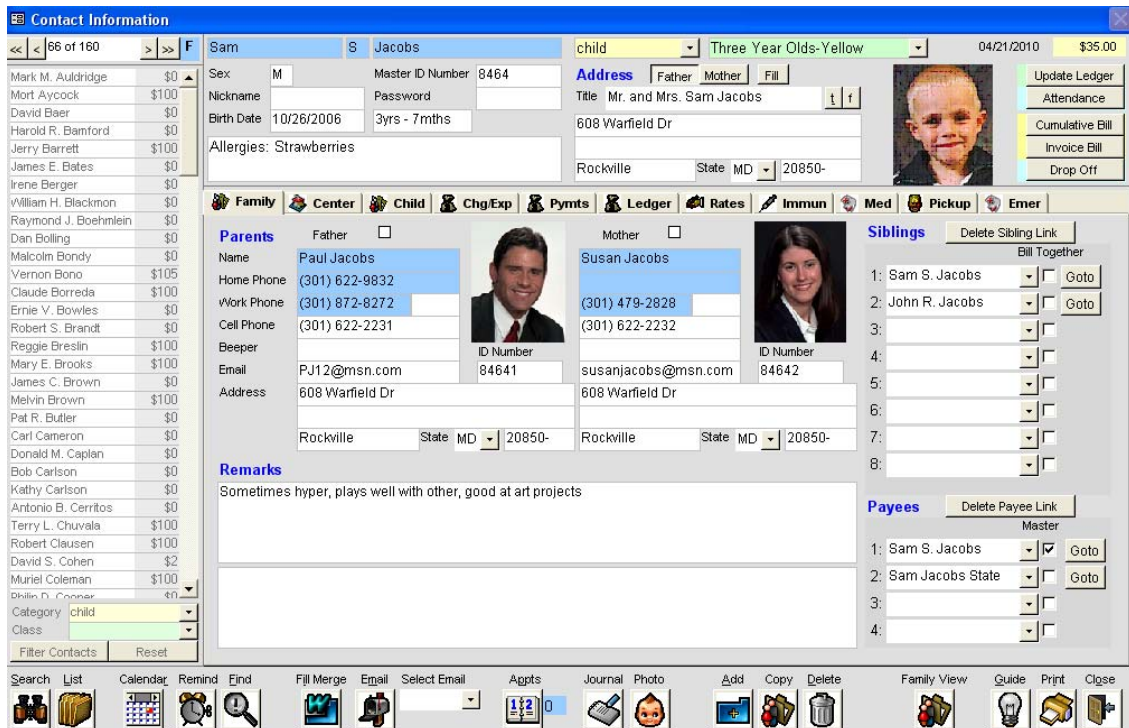 Contact Information
<< < 66 of 160 > >> F
Sam S Jacobs child Three Year Olds-Yellow 04/21/2010 $35.00
Sex M Master ID Number 8464 Address Father Mother Fill Update Ledger
Nickname Password Title Mr. and Mrs. Sam Jacobs t f Attendance
Birth Date 10/26/2006 3yrs - 7mths 608 Warfield Dr Cumulative Bill
Allergies: Strawberries Invoice Bill
Rockville State MD 20850- Drop Off
Mark M. Auldridge $0
Mort Aycock $100
David Baer $0
Harold R. Bamford $0
Jerry Barrett $100
James E. Bates $0
Irene Berger $0
William H. Blackmon $0
Raymond J. Boehmlein $0
Dan Bolling $0
Malcolm Bondy $0
Vernon Bono $105
Claude Borreda $100
Ernie V. Bowles $0
Robert S. Brandt $0
Reggie Breslin $100
Mary E. Brooks $100
James C. Brown $0
Melvin Brown $100
Pat R. Butler $0
Carl Cameron $0
Donald M. Caplan $0
Bob Carlson $0
Kathy Carlson $0
Antonio B. Cerritos $0
Terry L. Chuvala $100
Robert Clausen $100
David S. Cohen $2
Muriel Coleman $100
Philip D. Cooper $0
Category child
Class
Filter Contacts Reset
Family Center Child Chg/Exp Pymts Ledger Rates Immun Med Pickup Emer
Parents Father Mother
Name Paul Jacobs Susan Jacobs
Home Phone (301) 622-9832
Work Phone (301) 872-8272 (301) 479-2828
Cell Phone (301) 622-2231 (301) 622-2232
Beeper ID Number ID Number
Email PJ12@msn.com 84641 susanjacobs@msn.com 84642
Address 608 Warfield Dr 608 Warfield Dr
Rockville State MD 20850- Rockville State MD 20850-
Remarks
Sometimes hyper, plays well with other, good at art projects
Siblings Delete Sibling Link
Bill Together
1: Sam S. Jacobs Goto
2: John R. Jacobs Goto
3:
4:
5:
6:
7:
8:
Payees Delete Payee Link
Master
1: Sam S. Jacobs Goto
2: Sam Jacobs State Goto
3:
4:
Search List Calendar Remind Find Fill Merge Email Select Email Appts Journal Photo Add Copy Delete Family View Guide Print Close
1 2 0